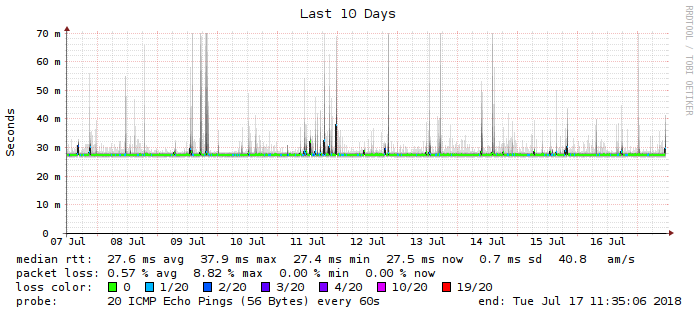 Last 10 Days
RRDTOOL / TOBI OETIKER
Seconds
70 m
60 m
50 m
40 m
30 m
20 m
10 m
0
07 Jul 08 Jul 09 Jul 10 Jul 11 Jul 12 Jul 13 Jul 14 Jul 15 Jul 16 Jul
median rtt: 27.6 ms avg 37.9 ms max 27.4 ms min 27.5 ms now 0.7 ms sd 40.8 am/s
packet loss: 0.57 % avg 8.82 % max 0.00 % min 0.00 % now
loss color: 0 1/20 2/20 3/20 4/20 10/20 19/20
probe: 20 ICMP Echo Pings (56 Bytes) every 60s end: Tue Jul 17 11:35:06 2018